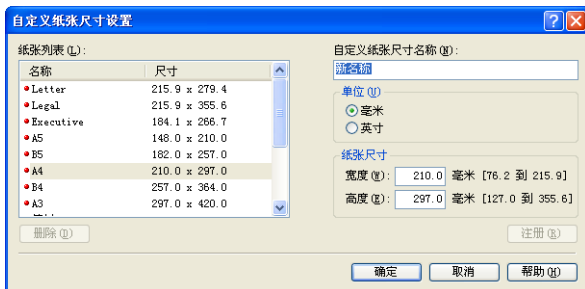 自定义纸张尺寸设置
纸张列表(L):
名称 尺寸
Letter 215.9 x 279.4
Legal 215.9 x 355.6
Executive 184.1 x 266.7
A5 148.0 x 210.0
B5 182.0 x 257.0
A4 210.0 x 297.0
B4 257.0 x 364.0
A3 297.0 x 420.0
删除(D)
自定义纸张尺寸名称(N):
新名称
单位(U)
毫米
英寸
纸张尺寸
宽度(W): 210.0 毫米 [76.2 到 215.9]
高度(E): 297.0 毫米 [127.0 到 355.6]
注册(R)
确定 取消 帮助(H)